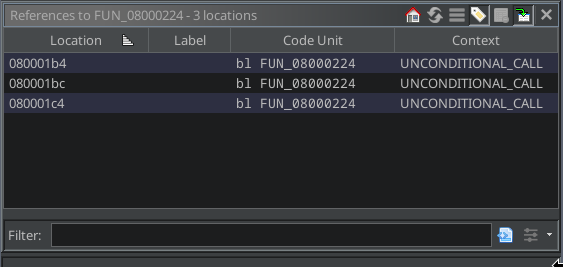 References to FUN_08000224 - 3 locations
Location Label Code Unit Context
080001b4 bl FUN_08000224 UNCONDITIONAL_CALL
080001bc bl FUN_08000224 UNCONDITIONAL_CALL
080001c4 bl FUN_08000224 UNCONDITIONAL_CALL
Filter: